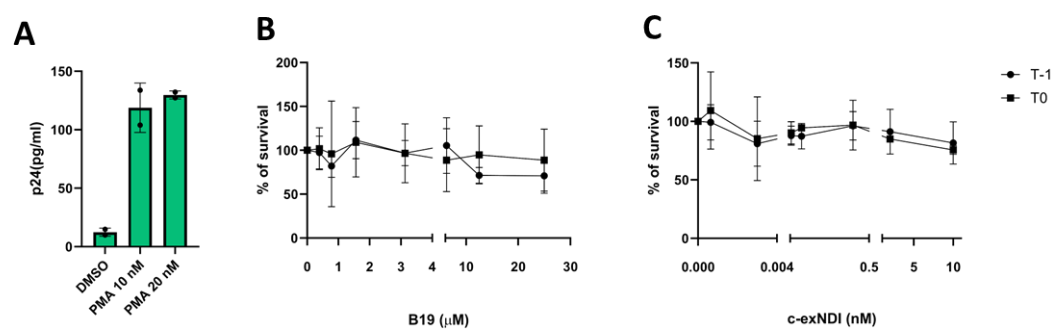 A
p24(pg/ml)
150
100
50
0
DMSO
PMA 10 nM
PMA 20 nM
B
% of survival
200
150
100
50
0
0 1 2 3 4 10 20 30
B19 (μM)
C
% of survival
150
100
50
0
0.000 0.004 0.5 5 10
c-exNDI (nM)
T-1
T0